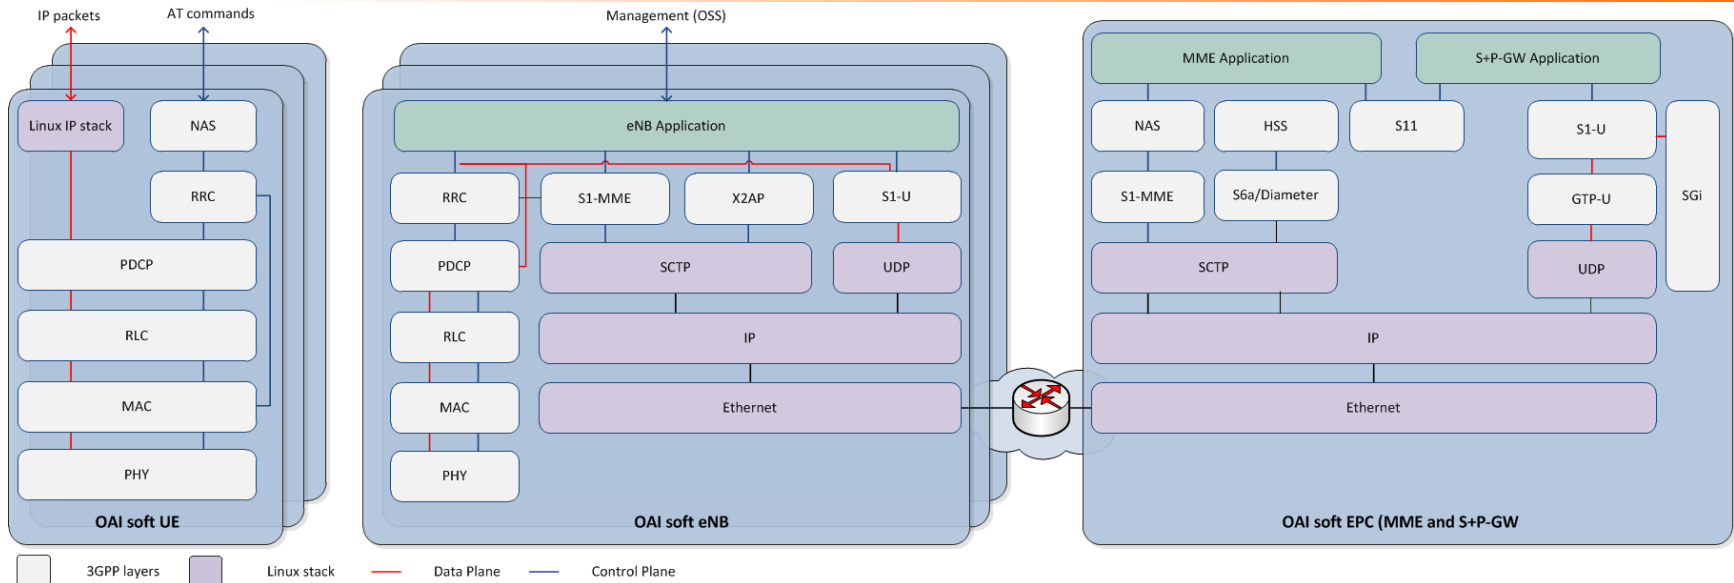 IP packets
AT commands
Management (OSS)
Linux IP stack
NAS
RRC
PDCP
RLC
MAC
PHY
OAI soft UE
eNB Application
RRC
S1-MME
X2AP
S1-U
PDCP
SCTP
UDP
RLC
IP
MAC
Ethernet
PHY
OAI soft eNB
MME Application
S+P-GW Application
NAS
HSS
S11
S1-U
S1-MME
S6a/Diameter
GTP-U
SGi
SCTP
UDP
IP
Ethernet
OAI soft EPC (MME and S+P-GW
3GPP layers
Linux stack
Data Plane
Control Plane